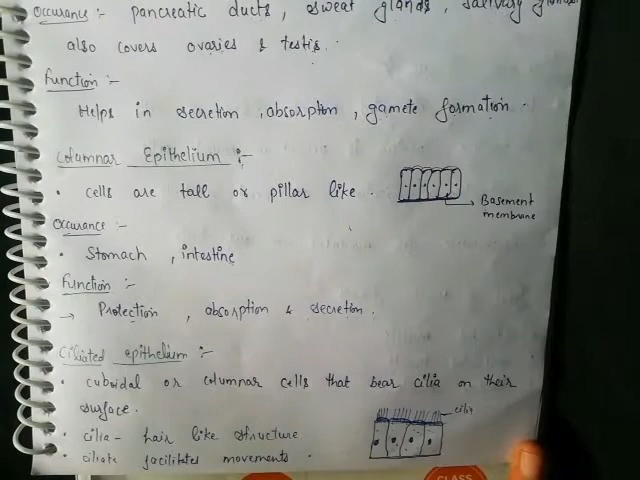 Occurance :- pancreatic ducts, sweat glands, salivary glands
also covers ovaries & testis.
Function :-
Helps in secretion, absorption, gamete formation.
Columnar Epithelium :-
• cells are tall or pillar like.
Basement
membrane
Occurance :-
• Stomach, intestine
Function :-
→ Protection, absorption & secretion.
Ciliated epithelium :-
• cuboidal or columnar cells that bear cilia on their
surface.
cilia
• cilia - hair like structure
• ciliate facilitates movements.
CLASS